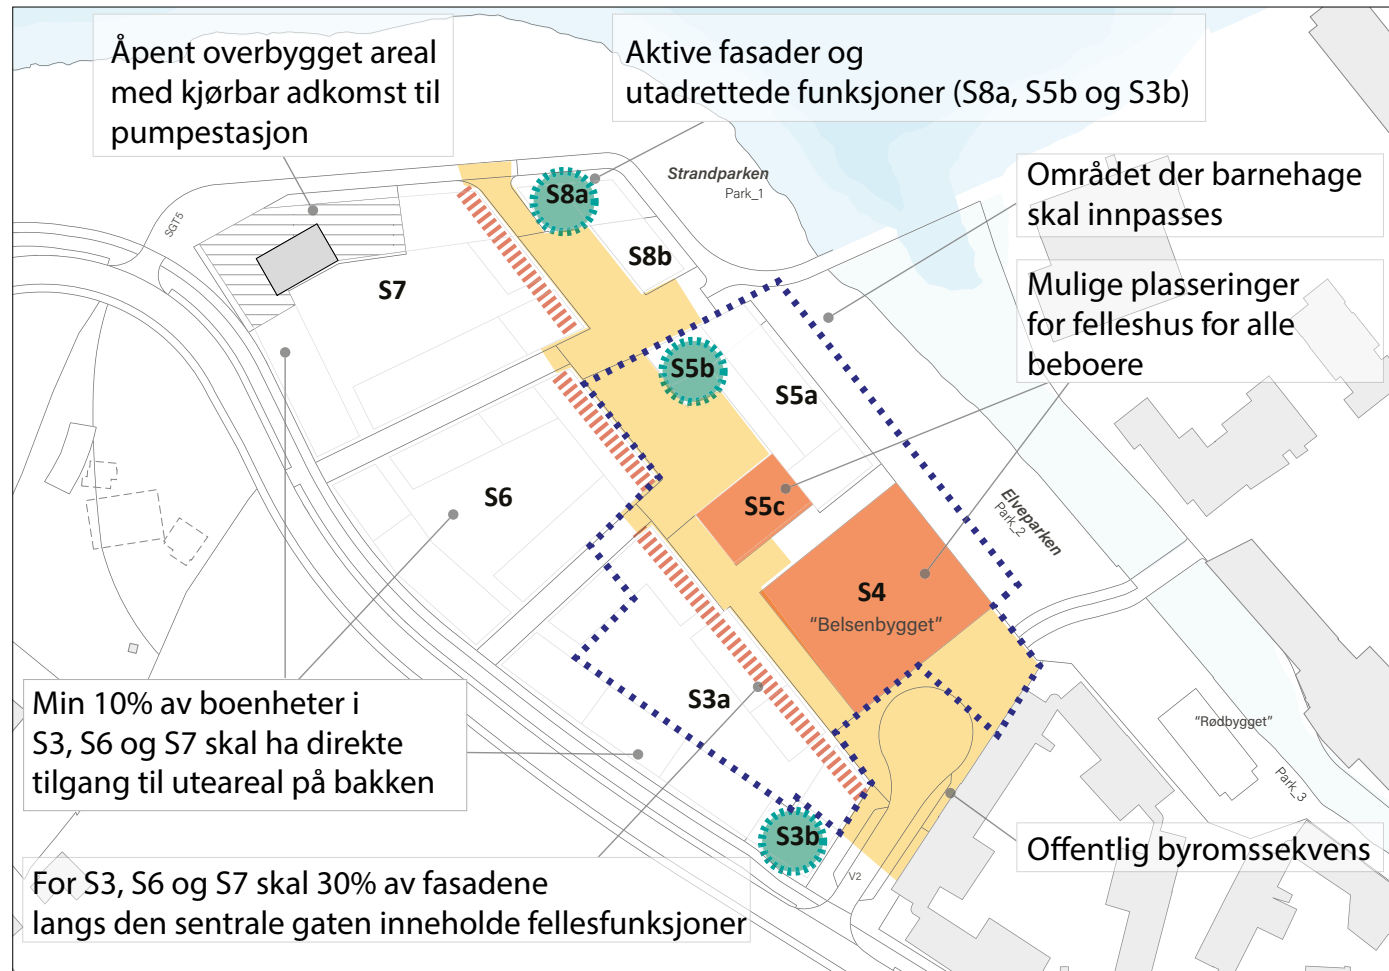 Åpent overbygget areal
med kjørbar adkomst til
pumpestasjon
Aktive fasader og
utadrettede funksjoner (S8a, S5b og S3b)
Strandparken
Park_1
Området der barnehage
skal innpasses
SGT5
S8a
S8b
S7
Mulige plasseringer
for felleshus for alle
beboere
S5b
S5a
S6
S5c
Elveparken
Park_2
S4
"Belsenbygget"
Min 10% av boenheter i
S3, S6 og S7 skal ha direkte
tilgang til uteareal på bakken
S3a
"Rødbygget"
Park_3
S3b
Offentlig byromssekvens
V2
For S3, S6 og S7 skal 30% av fasadene
langs den sentrale gaten inneholde fellesfunksjoner